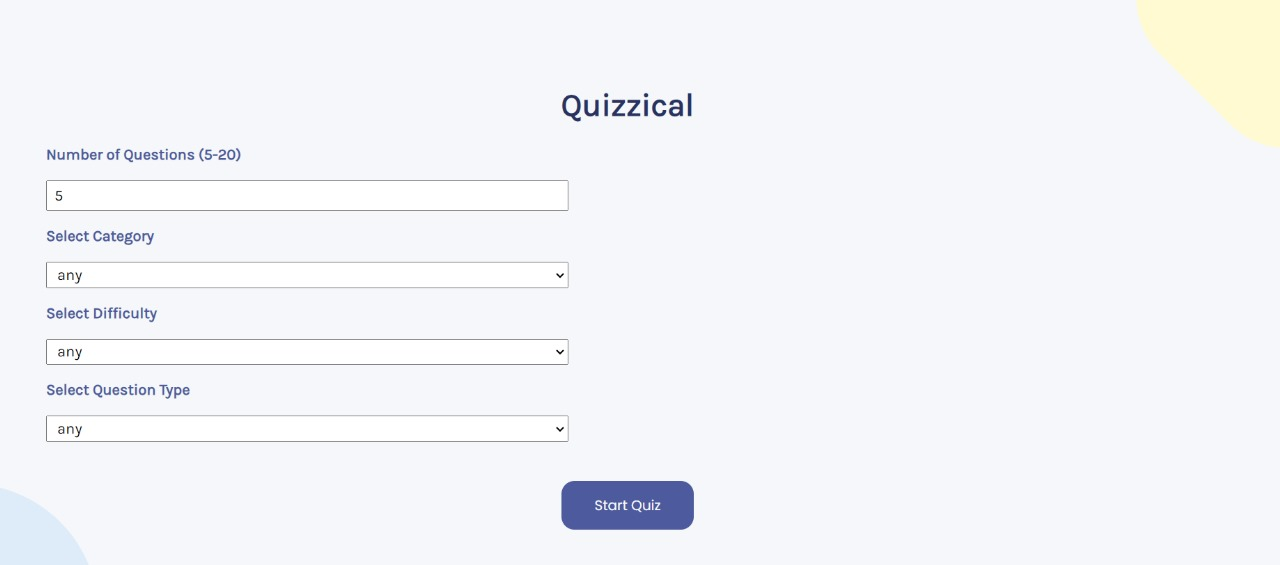 Quizzical
Number of Questions (5-20)
5
Select Category
any
Select Difficulty
any
Select Question Type
any
Start Quiz